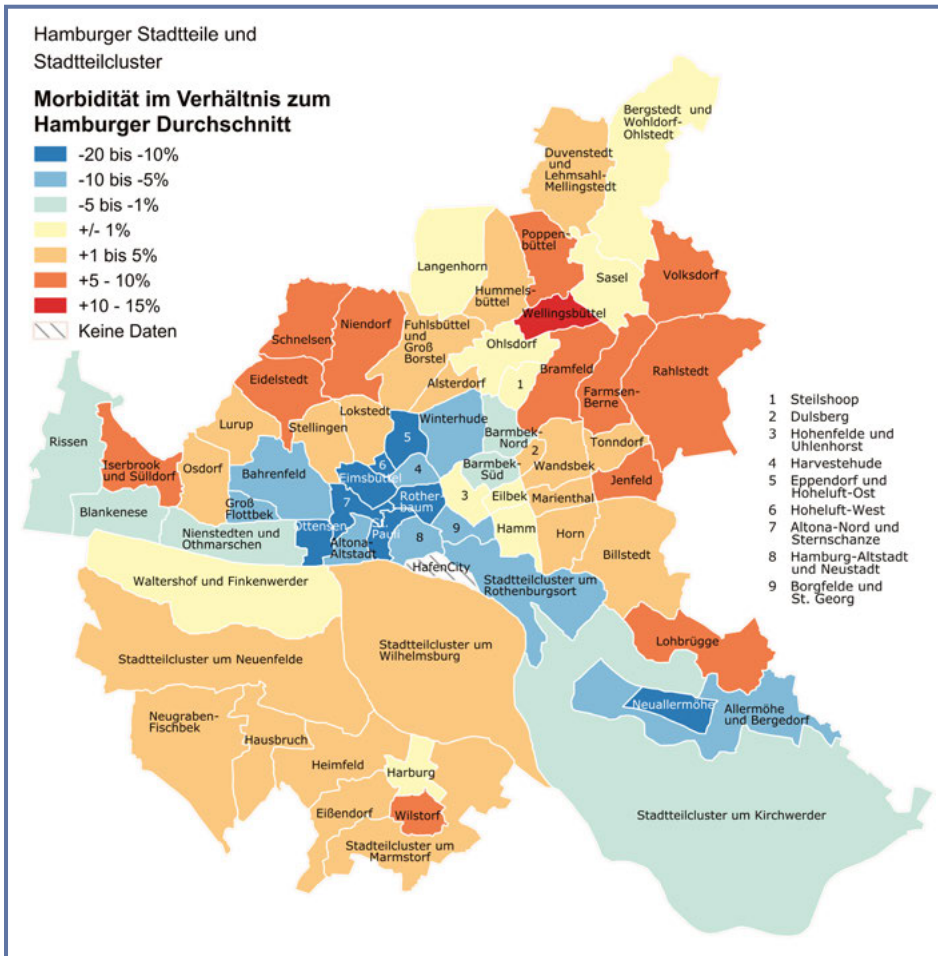 Hamburger Stadtteile und
Stadtteilcluster
Morbidität im Verhältnis zum
Hamburger Durchschnitt
-20 bis -10%
-10 bis -5%
-5 bis -1%
+/- 1%
+1 bis 5%
+5 - 10%
+10 - 15%
Keine Daten
Bergstedt und
Wohldorf-
Ohlstedt
Duvenstedt
und
Lehmsahl-
Mellingstedt
Poppen-
büttel
Langenhorn
Sasel
Volksdorf
Hummels-
büttel
Wellingsbüttel
Schnelsen
Niendorf
Fuhlsbüttel
und
Groß
Borstel
Ohlsdorf
Bramfeld
Rahlstedt
Eidelstedt
Alsterdorf
1
Farmsen-
Berne
Lurup
Stellingen
Lokstedt
5
Winterhude
Barmbek-
Nord
2
Tonndorf
Rissen
Iserbrook
und Sülldorf
Osdorf
Bahrenfeld
6
Eimsbüttel
4
Barmbek-
Süd
Wandsbek
Jenfeld
Blankenese
Groß
Flottbek
7
Rother-
baum
3
Eilbek
Marienthal
Nienstedten und
Othmarschen
Ottensen
Altona-
Altstadt
St.
Pauli
8
9
Hamm
Horn
Billstedt
HafenCity
Waltershof und Finkenwerder
Stadtteilcluster um
Rothenburgsort
Stadtteilcluster um Neuenfelde
Stadtteilcluster um
Wilhelmsburg
Lohbrügge
Neuallermöhe
Allermöhe
und Bergedorf
Neugraben-
Fischbek
Hausbruch
Heimfeld
Harburg
Eißendorf
Wilstorf
Stadteilcluster um
Marmstorf
Stadtteilcluster um Kirchwerder
1 Steilshoop
2 Dulsberg
3 Hohenfelde und
Uhlenhorst
4 Harvestehude
5 Eppendorf und
Hoheluft-Ost
6 Hoheluft-West
7 Altona-Nord und
Sternschanze
8 Hamburg-Altstadt
und Neustadt
9 Borgfelde und
St. Georg